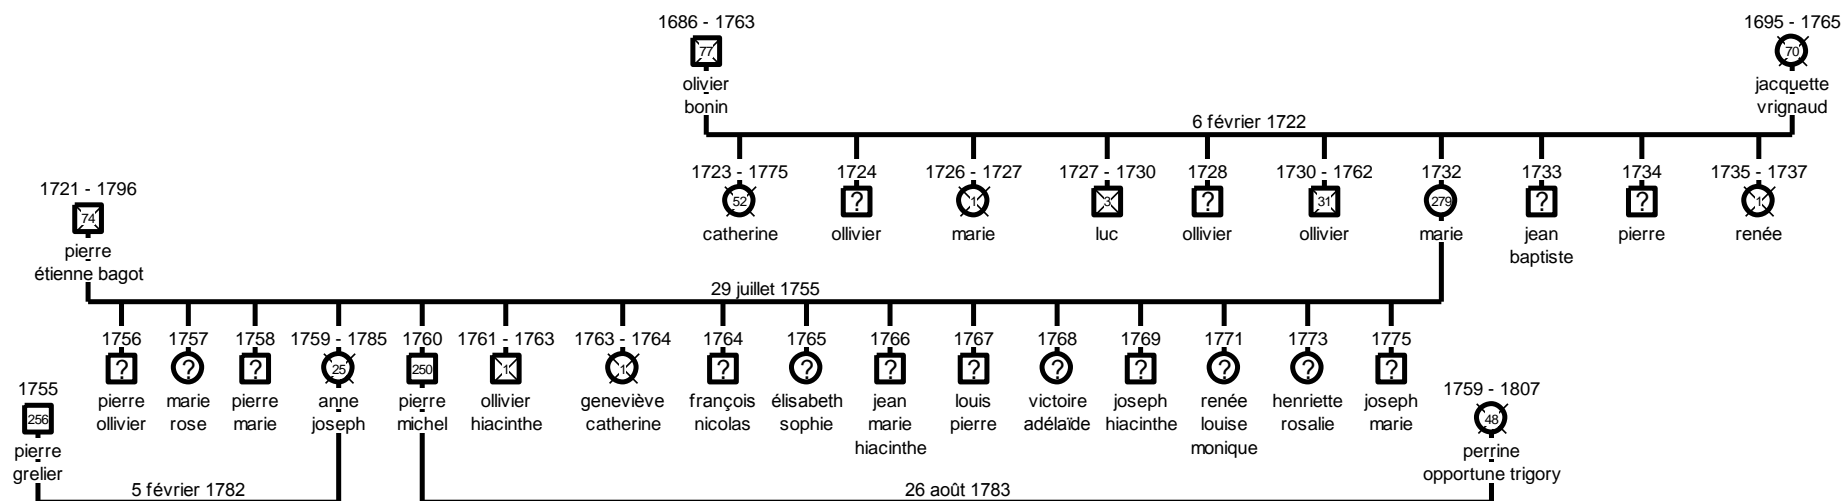 1686 - 1763
77
olivier
bonin
1695 - 1765
70
jacquette
vrignaud
6 février 1722
1723 - 1775
52
catherine
1724
?
ollivier
1726 - 1727
1
marie
1727 - 1730
3
luc
1728
?
ollivier
1730 - 1762
31
ollivier
1732
279
marie
1733
?
jean
baptiste
1734
?
pierre
1735 - 1737
1
renée
1721 - 1796
74
pierre
étienne bagot
29 juillet 1755
1756
?
pierre
ollivier
1757
?
marie
rose
1758
?
pierre
marie
1759 - 1785
25
anne
joseph
1760
250
pierre
michel
1761 - 1763
1
ollivier
hiacinthe
1763 - 1764
1
geneviève
catherine
1764
?
françois
nicolas
1765
?
élisabeth
sophie
1766
?
jean
marie
hiacinthe
1767
?
louis
pierre
1768
?
victoire
adélaïde
1769
?
joseph
hiacinthe
1771
?
renée
louise
monique
1773
?
henriette
rosalie
1775
?
joseph
marie
1755
256
pierre
grelier
1759 - 1807
48
perrine
opportune trigory
5 février 1782
26 août 1783